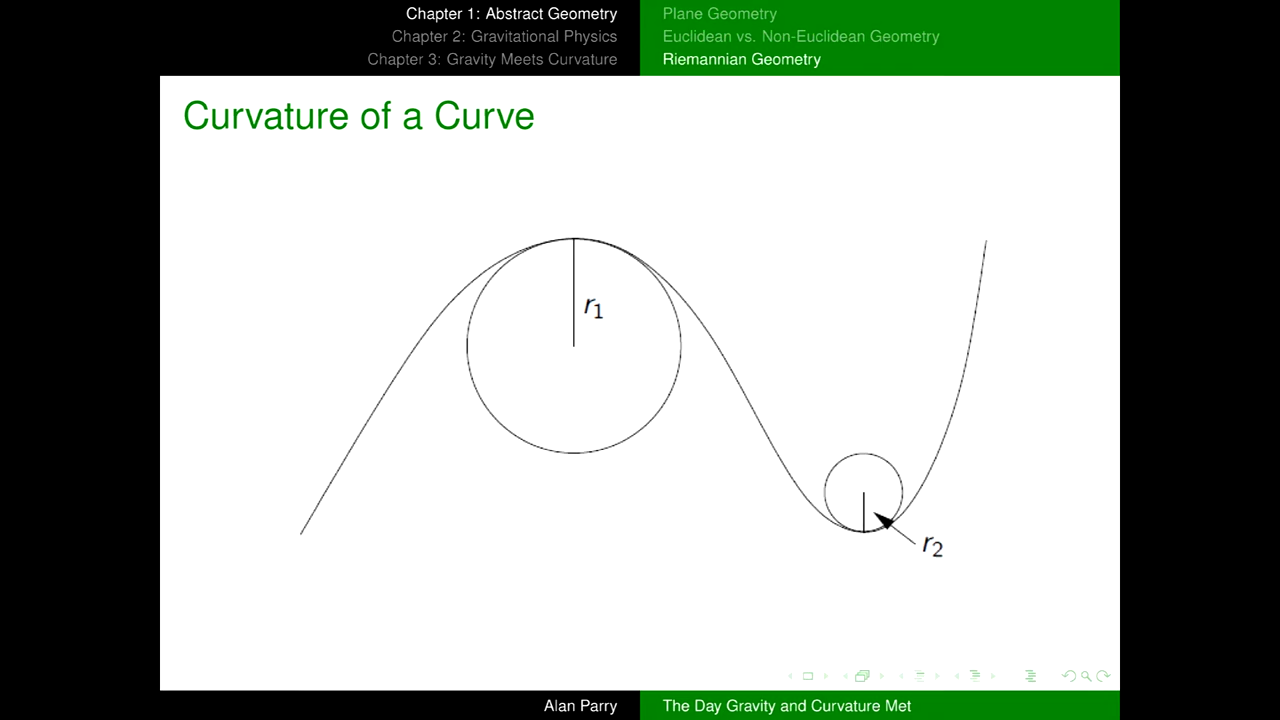 Chapter 1: Abstract Geometry
Chapter 2: Gravitational Physics
Chapter 3: Gravity Meets Curvature
Plane Geometry
Euclidean vs. Non-Euclidean Geometry
Riemannian Geometry
Curvature of a Curve
r₁
r₂
Alan Parry
The Day Gravity and Curvature Met